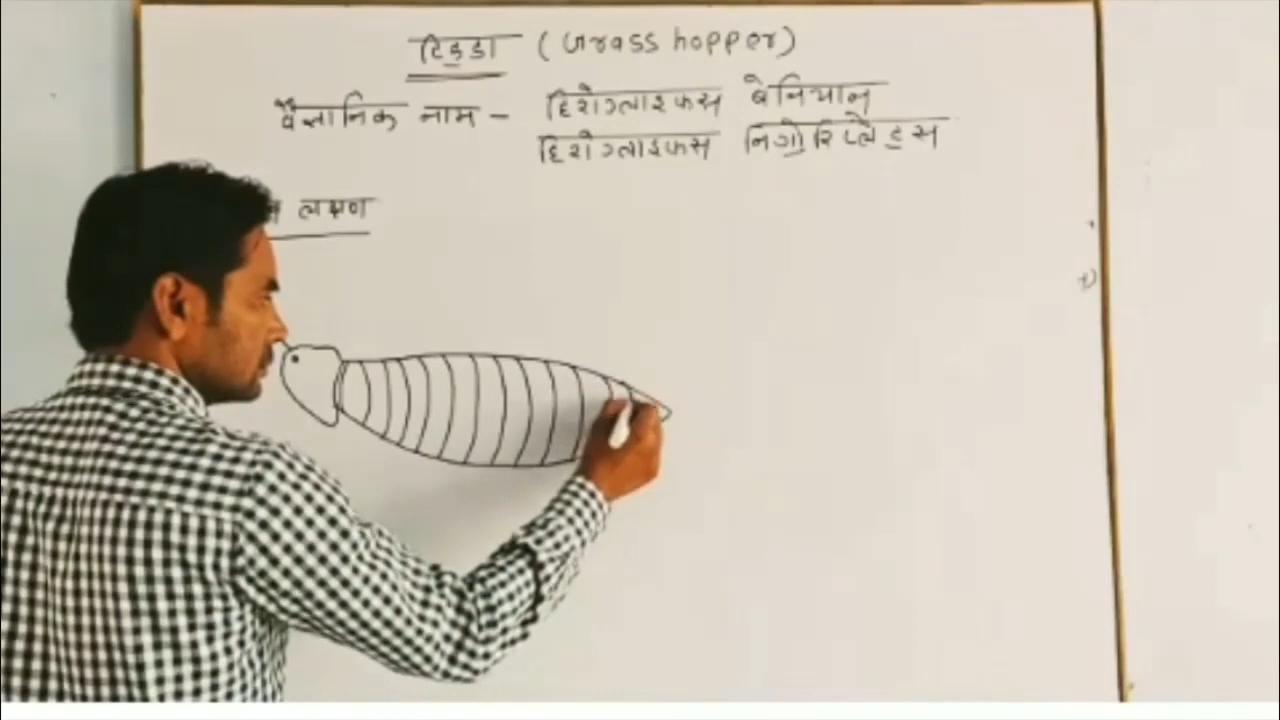 टिड्डा (Grass hopper)
वैज्ञानिक नाम - हिरोग्लाइफस बेनियान
हिरोग्लाइफस निगोरिप्लेट्स
लक्षण